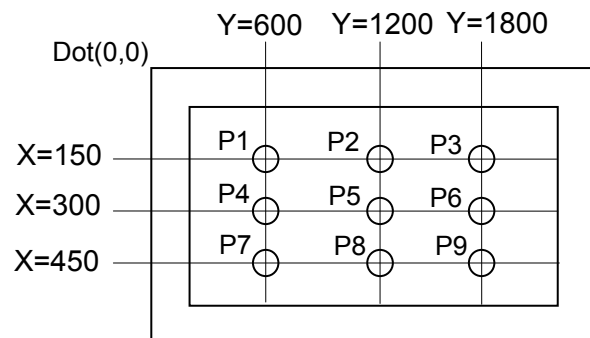 Y=600 Y=1200 Y=1800
Dot(0,0)
X=150 P1 P2 P3
X=300 P4 P5 P6
X=450 P7 P8 P9